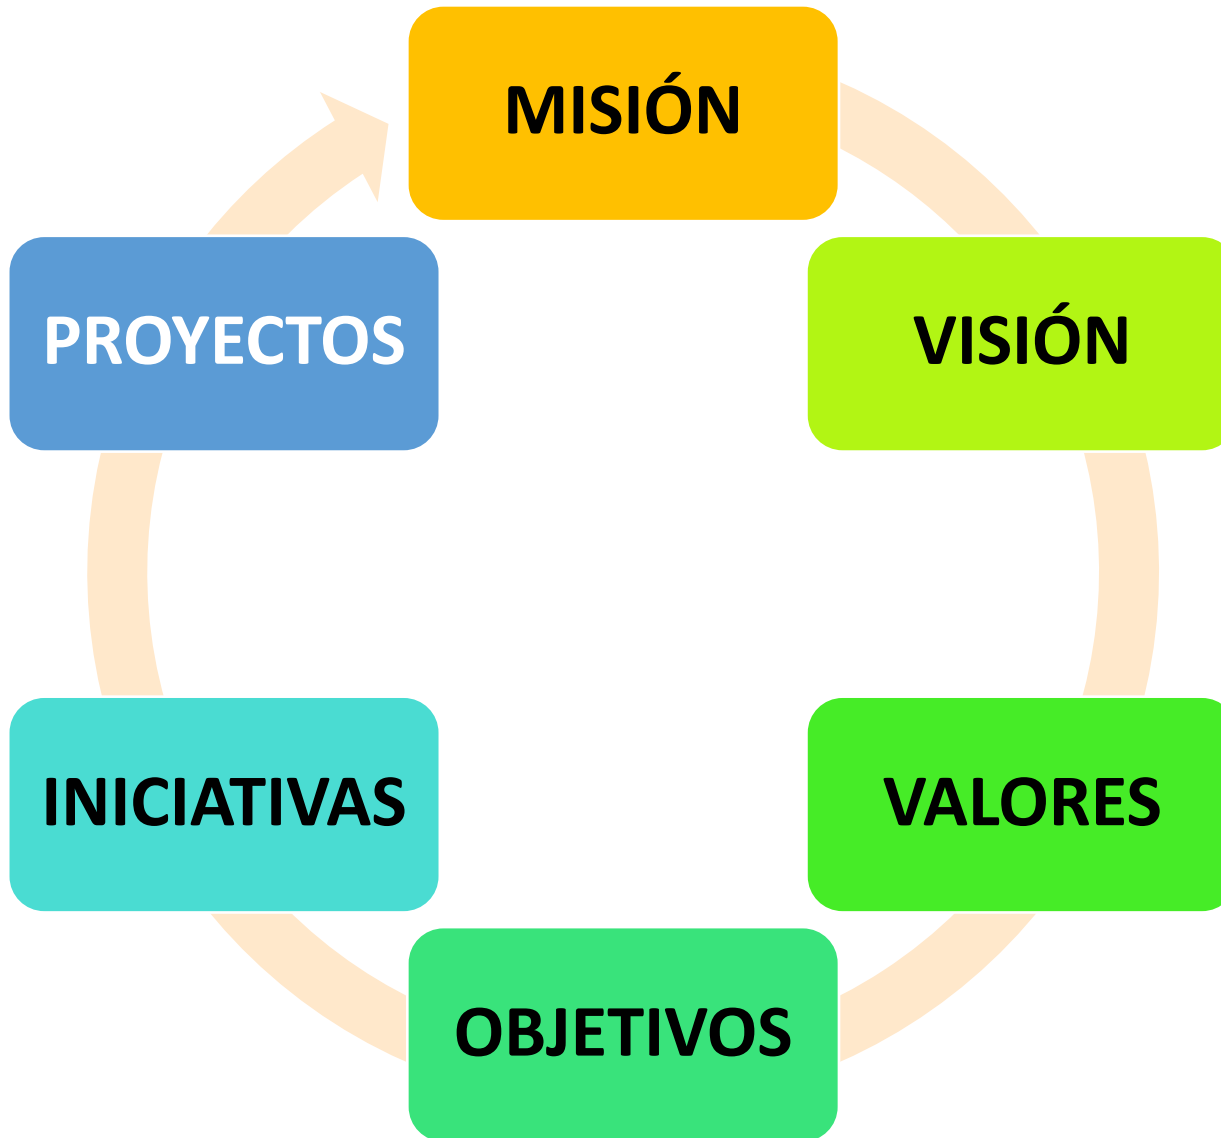 MISIÓN
VISIÓN
VALORES
OBJETIVOS
INICIATIVAS
PROYECTOS